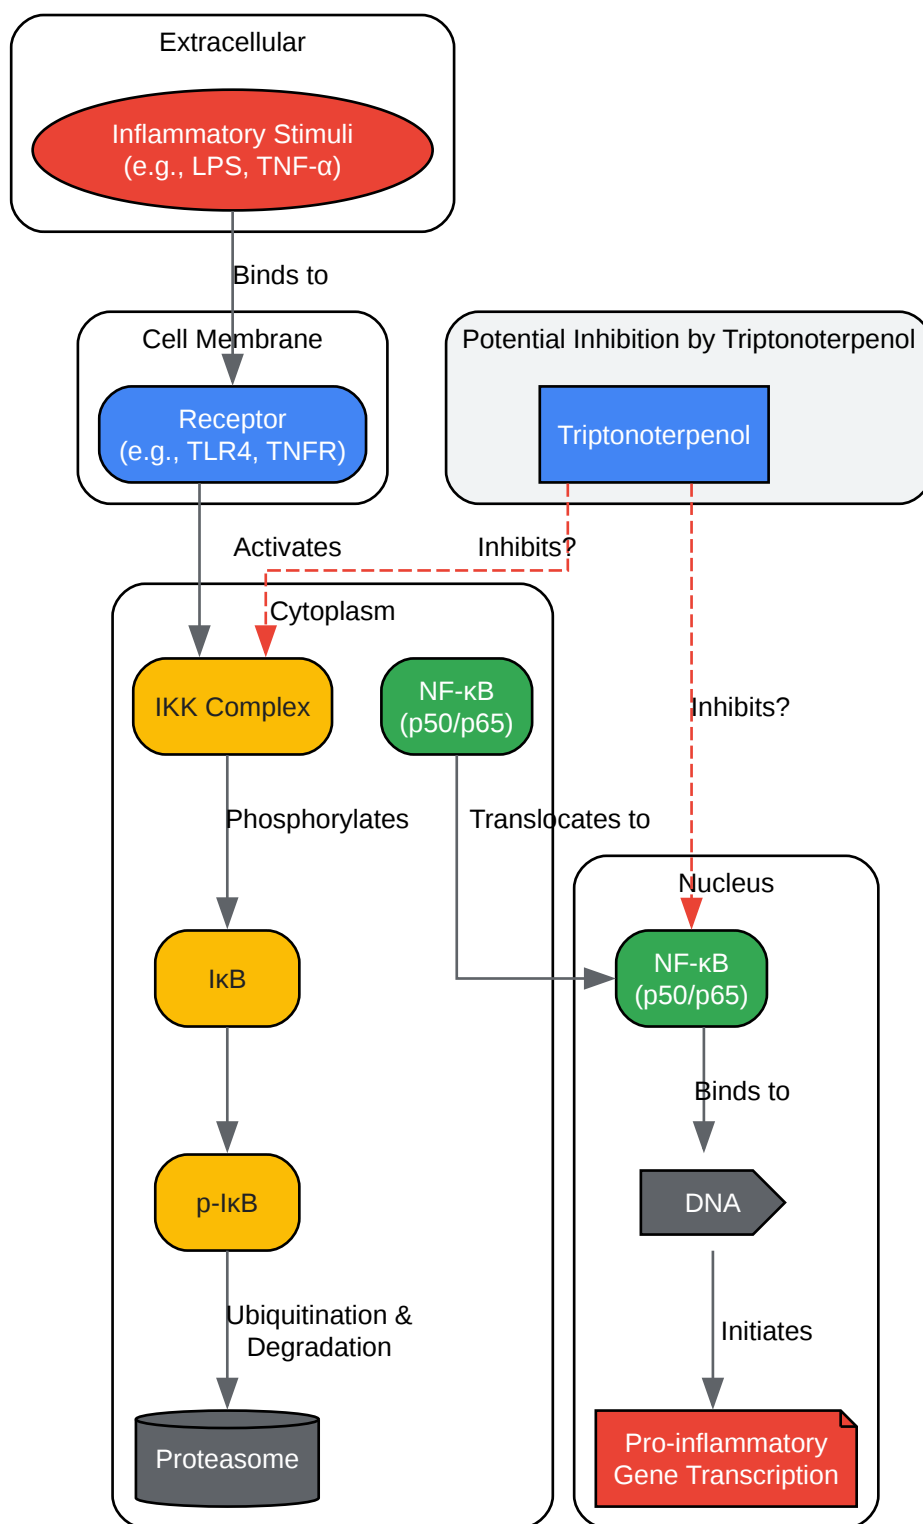 Extracellular
Inflammatory Stimuli
(e.g., LPS, TNF-α)
Binds to
Cell Membrane
Potential Inhibition by Triptonoterpenol
Receptor
(e.g., TLR4, TNFR)
Triptonoterpenol
Activates
Inhibits?
Cytoplasm
IKK Complex
NF-κB
(p50/p65)
Inhibits?
Phosphorylates
Translocates to
Nucleus
IκB
NF-κB
(p50/p65)
Binds to
p-IκB
DNA
Ubiquitination &
Degradation
Initiates
Proteasome
Pro-inflammatory
Gene Transcription